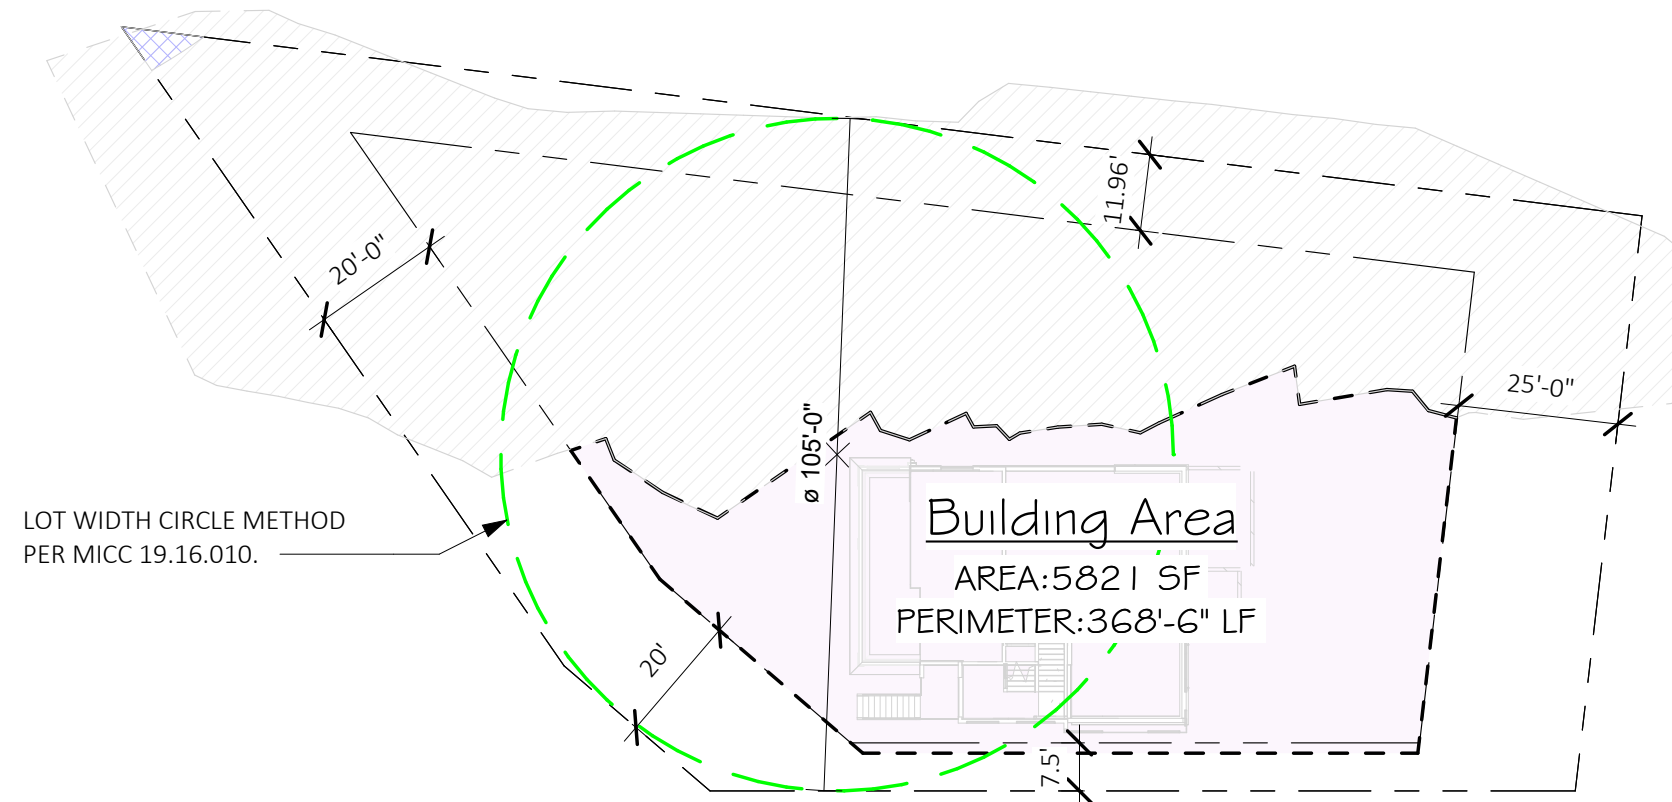 11.96'
20'-0"
25'-0"
ø 105'-0"
LOT WIDTH CIRCLE METHOD
PER MICC 19.16.010.
Building Area
AREA:5821 SF
PERIMETER:368'-6" LF
20'
7.5'